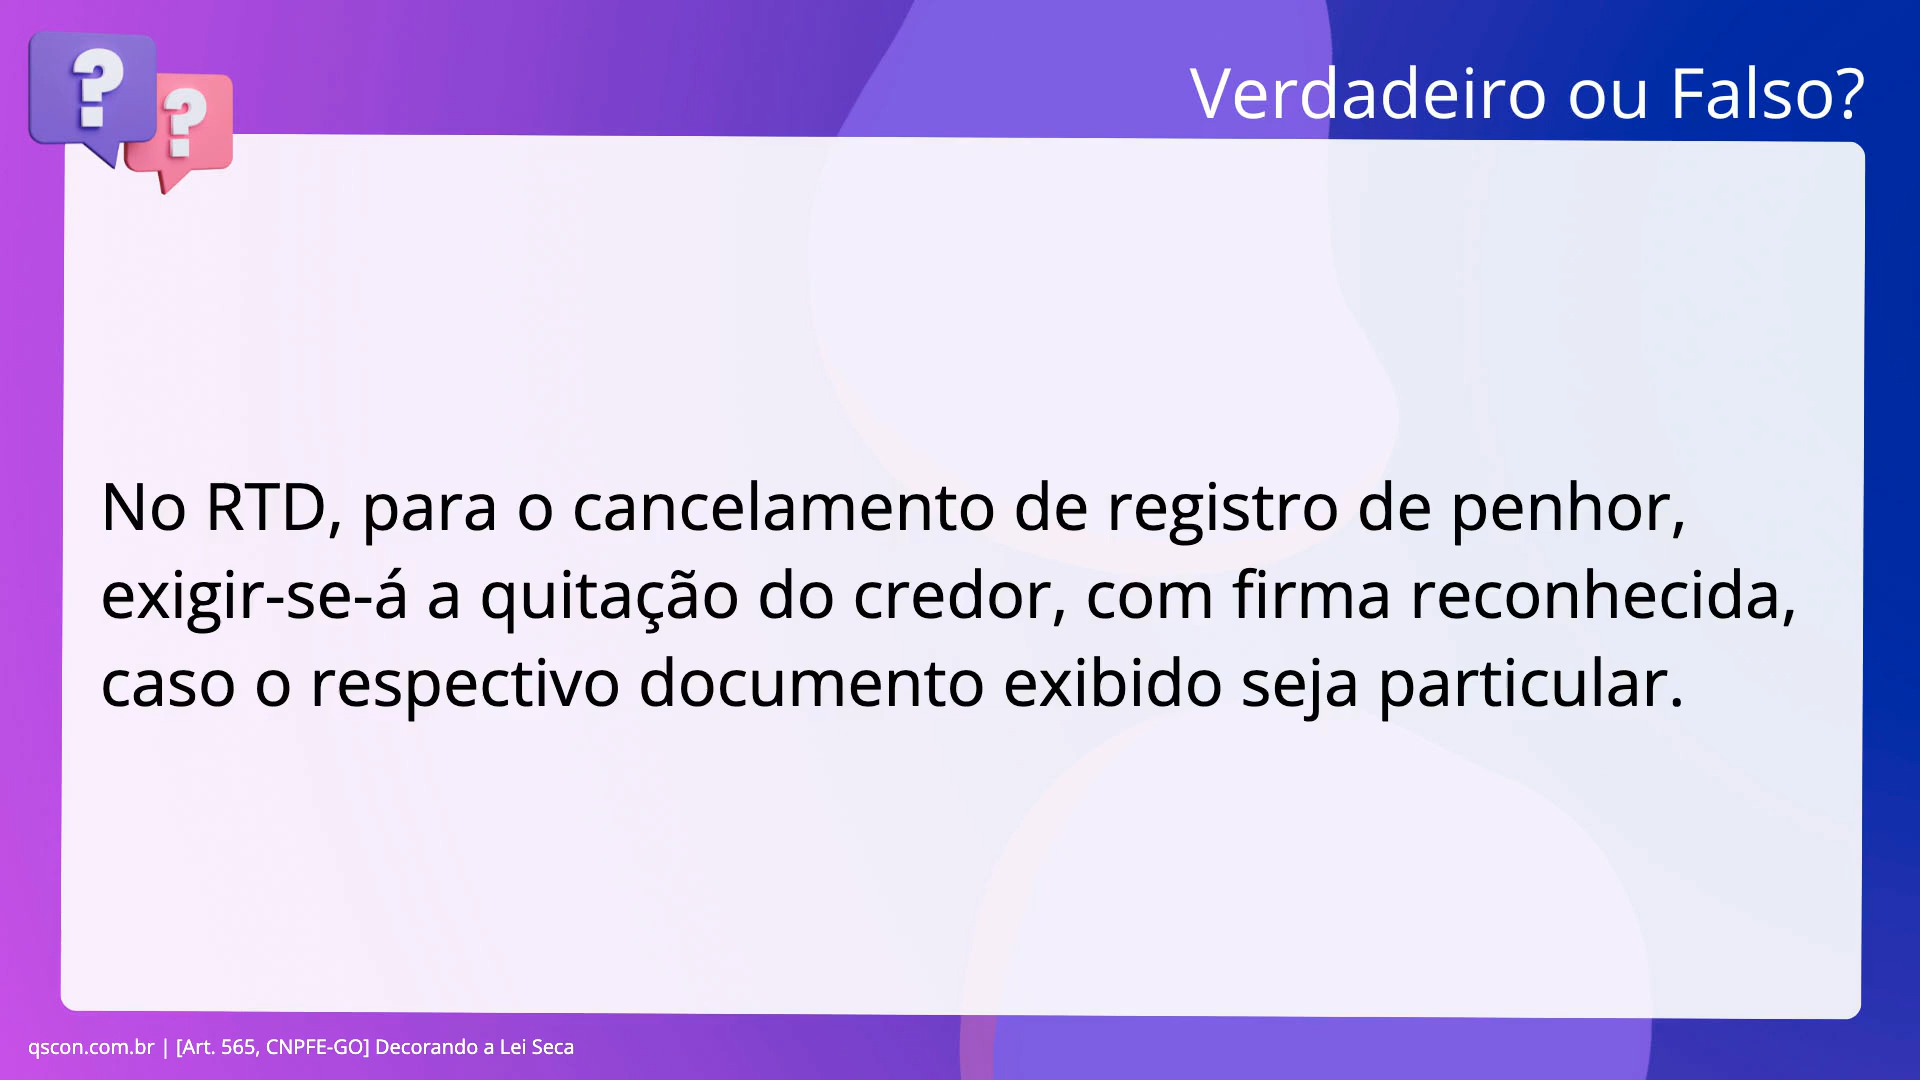 Verdadeiro ou Falso?
No RTD, para o cancelamento de registro de penhor,
exigir-se-á a quitação do credor, com firma reconhecida,
caso o respectivo documento exibido seja particular.
qscon.com.br | [Art. 565, CNPFE-GO] Decorando a Lei Seca